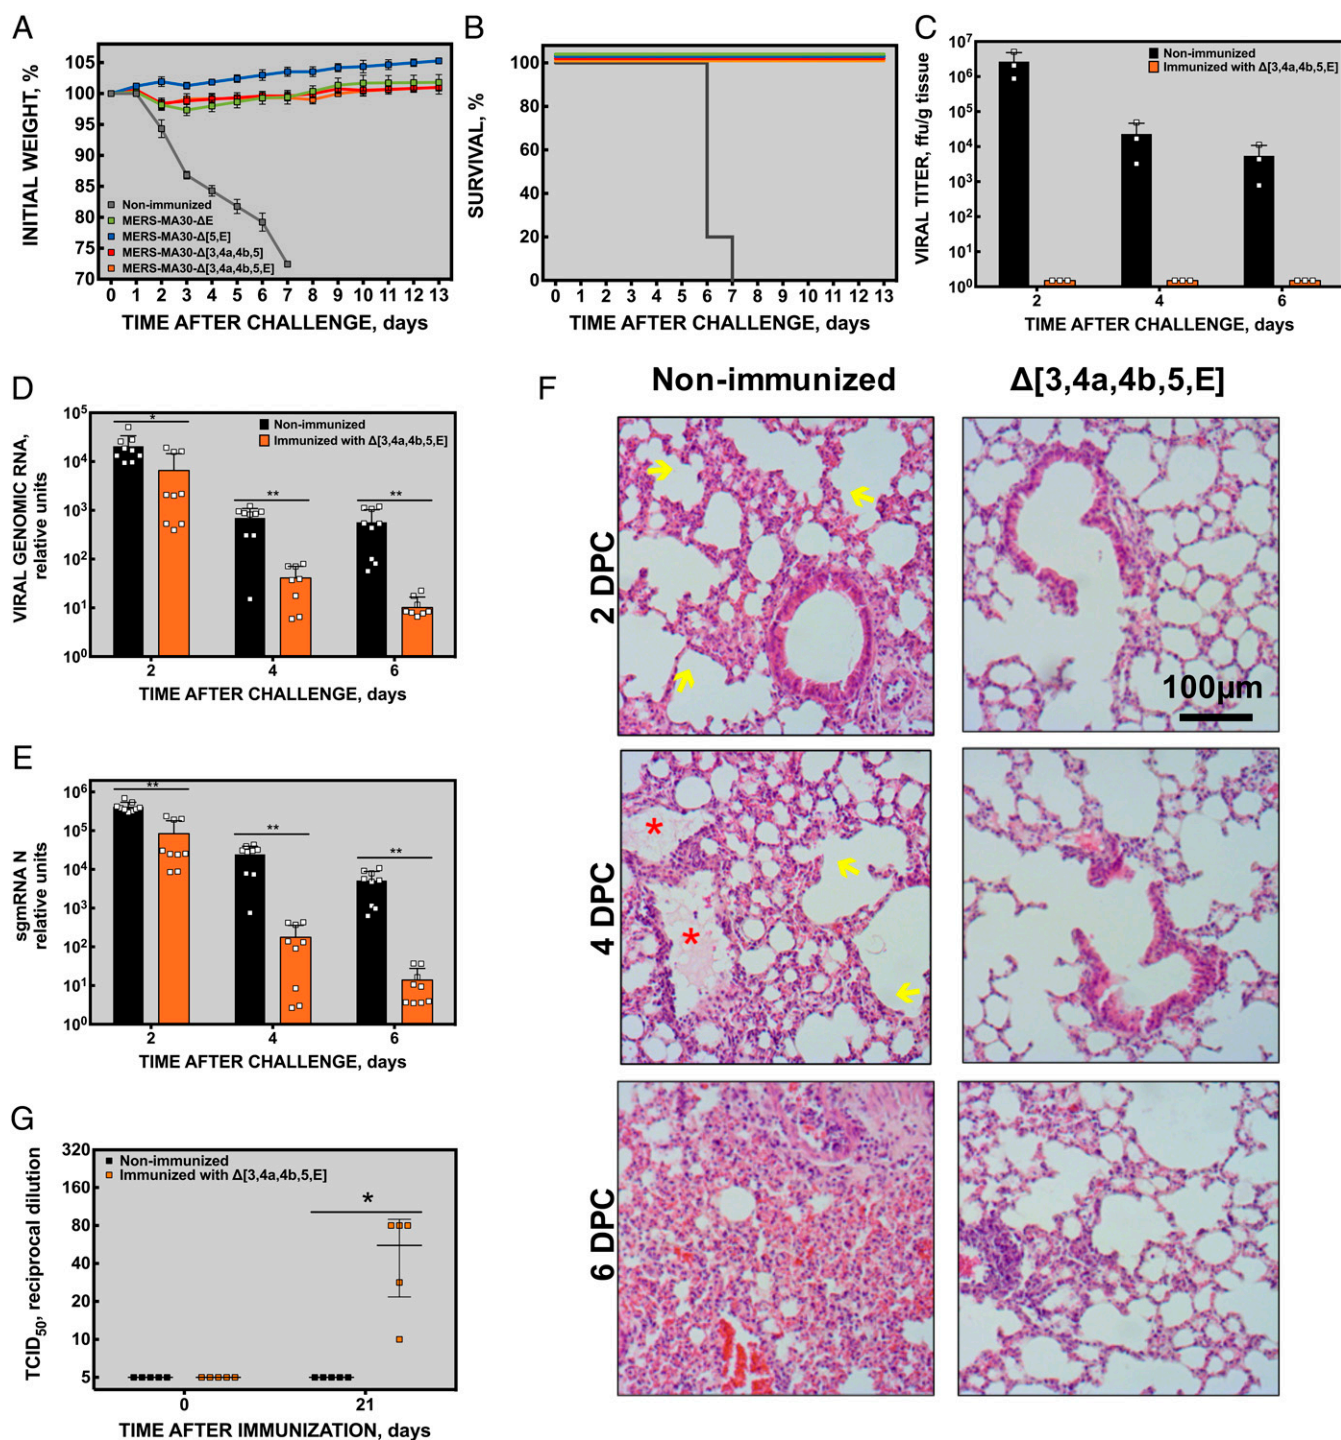 A
INITIAL WEIGHT, %
105
100
95
90
85
80
75
70
Non-immunized
MERS-MA30-ΔE
MERS-MA30-Δ[5,E]
MERS-MA30-Δ[3,4a,4b,5]
MERS-MA30-Δ[3,4a,4b,5,E]
0 1 2 3 4 5 6 7 8 9 10 11 12 13
TIME AFTER CHALLENGE, days
B
SURVIVAL, %
100
80
60
40
20
0
0 1 2 3 4 5 6 7 8 9 10 11 12 13
TIME AFTER CHALLENGE, days
C
VIRAL TITER, ffu/g tissue
10⁷
10⁶
10⁵
10⁴
10³
10²
10¹
10⁰
Non-immunized
Immunized with Δ[3,4a,4b,5,E]
2 4 6
TIME AFTER CHALLENGE, days
D
VIRAL GENOMIC RNA,
relative units
10⁵
10⁴
10³
10²
10¹
10⁰
Non-immunized
Immunized with Δ[3,4a,4b,5,E]
*
**
**
2 4 6
TIME AFTER CHALLENGE, days
E
sgmRNA N
relative units
10⁶
10⁵
10⁴
10³
10²
10¹
10⁰
**
**
**
2 4 6
TIME AFTER CHALLENGE, days
F
Non-immunized Δ[3,4a,4b,5,E]
2 DPC
100µm
4 DPC
*
*
6 DPC
G
TCID₅₀, reciprocal dilution
320
160
80
40
20
10
5
Non-immunized
Immunized with Δ[3,4a,4b,5,E]
*
0 21
TIME AFTER IMMUNIZATION, days